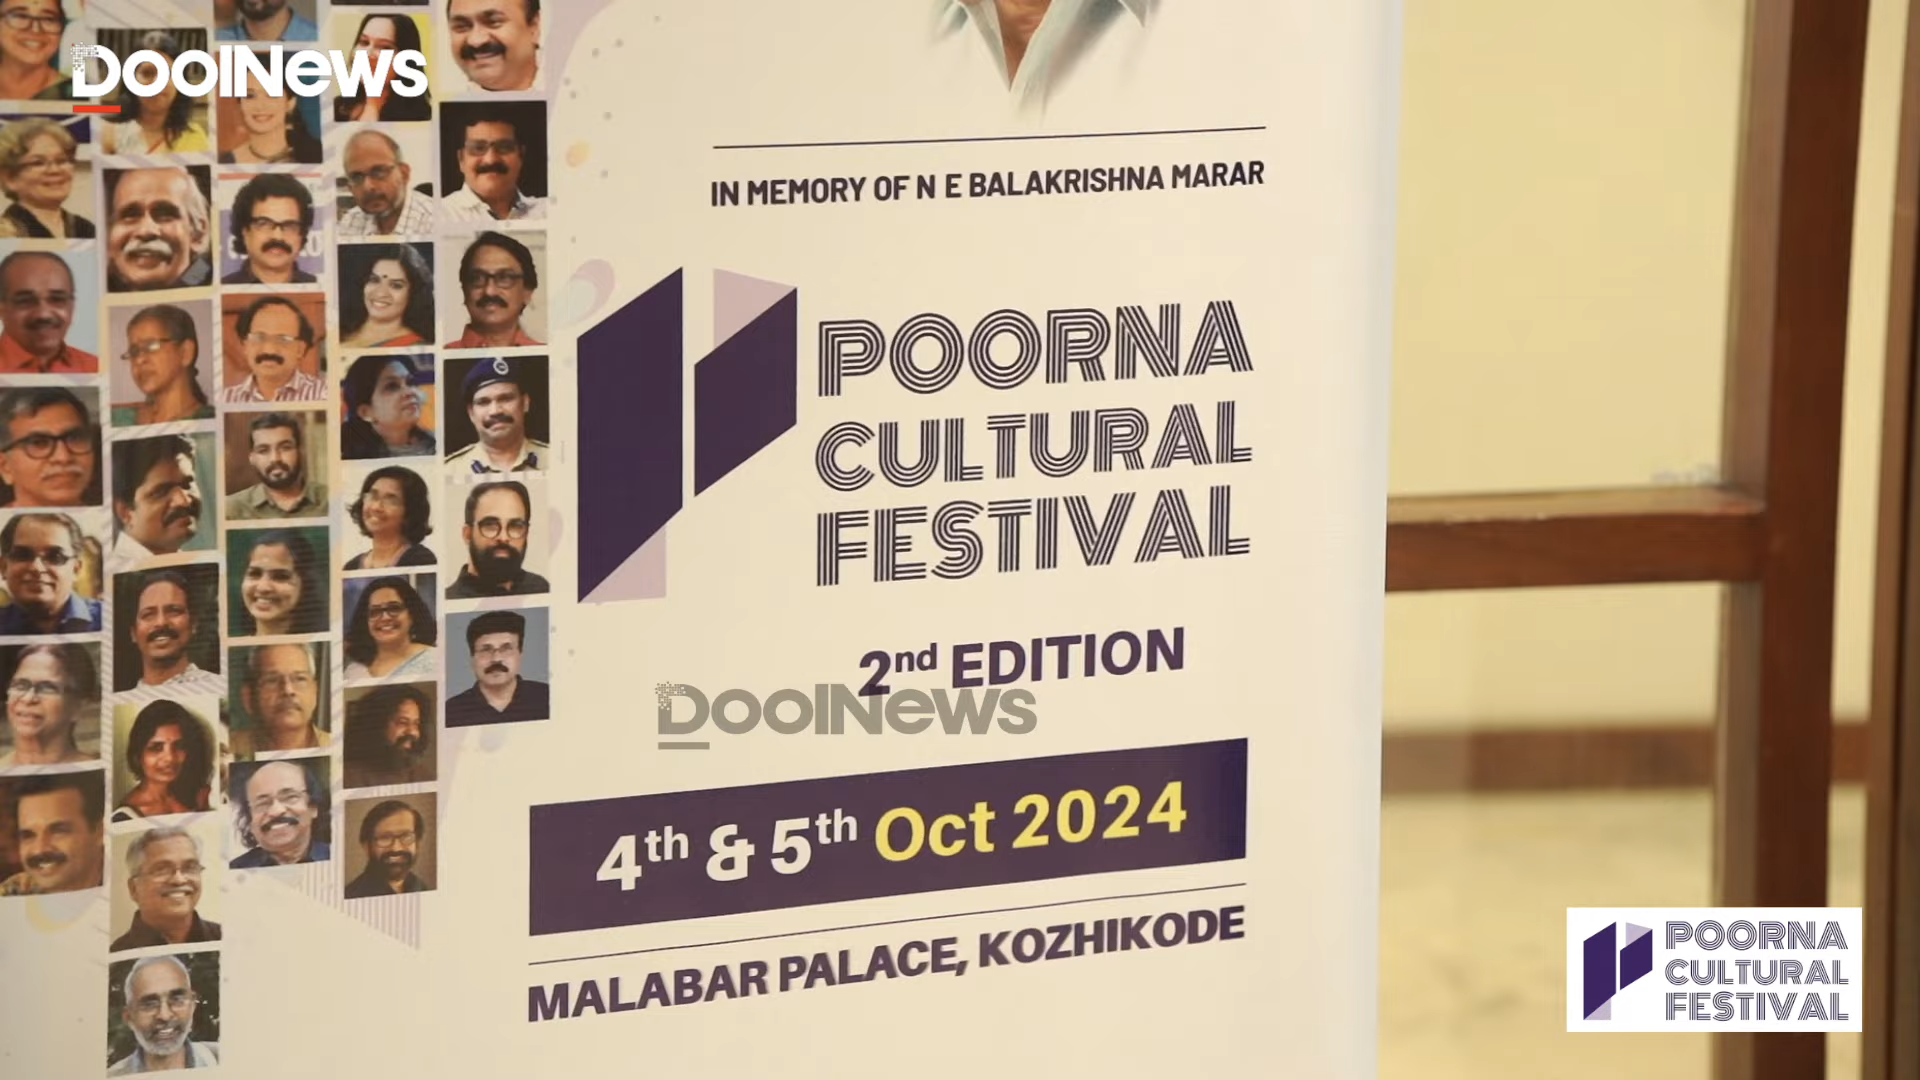 DoolNews
IN MEMORY OF N E BALAKRISHNA MARAR
POORNA
CULTURAL
FESTIVAL
2nd EDITION
DoolNews
4th & 5th Oct 2024
MALABAR PALACE, KOZHIKODE
POORNA
CULTURAL
FESTIVAL